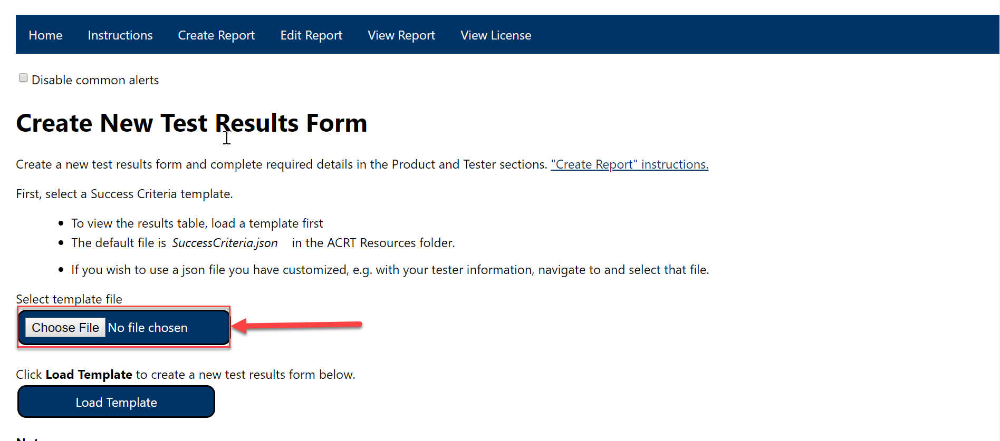 Home Instructions Create Report Edit Report View Report View License
Disable common alerts
Create New Test Results Form
Create a new test results form and complete required details in the Product and Tester sections. "Create Report" instructions.
First, select a Success Criteria template.
To view the results table, load a template first
The default file is SuccessCriteria.json in the ACRT Resources folder.
If you wish to use a json file you have customized, e.g. with your tester information, navigate to and select that file.
Select template file
Choose File No file chosen
Click Load Template to create a new test results form below.
Load Template